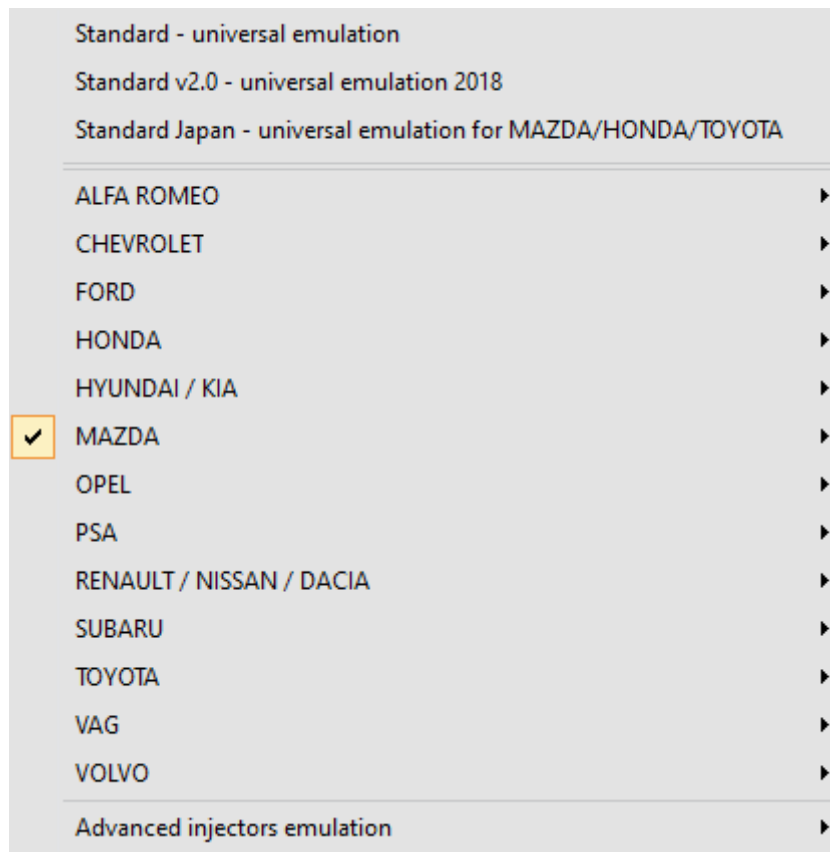 Standard - universal emulation
Standard v2.0 - universal emulation 2018
Standard Japan - universal emulation for MAZDA/HONDA/TOYOTA
ALFA ROMEO
CHEVROLET
FORD
HONDA
HYUNDAI / KIA
MAZDA
OPEL
PSA
RENAULT / NISSAN / DACIA
SUBARU
TOYOTA
VAG
VOLVO
Advanced injectors emulation